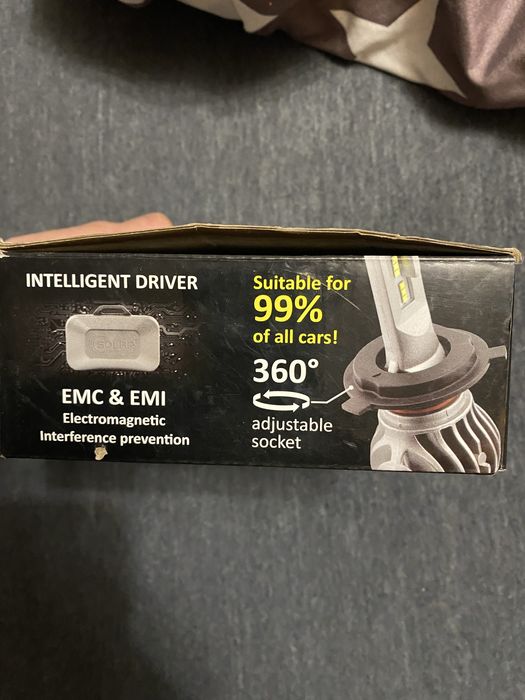 INTELLIGENT DRIVER
EMC & EMI
Electromagnetic
Interference prevention
Suitable for
99%
of all cars!
360°
adjustable
socket